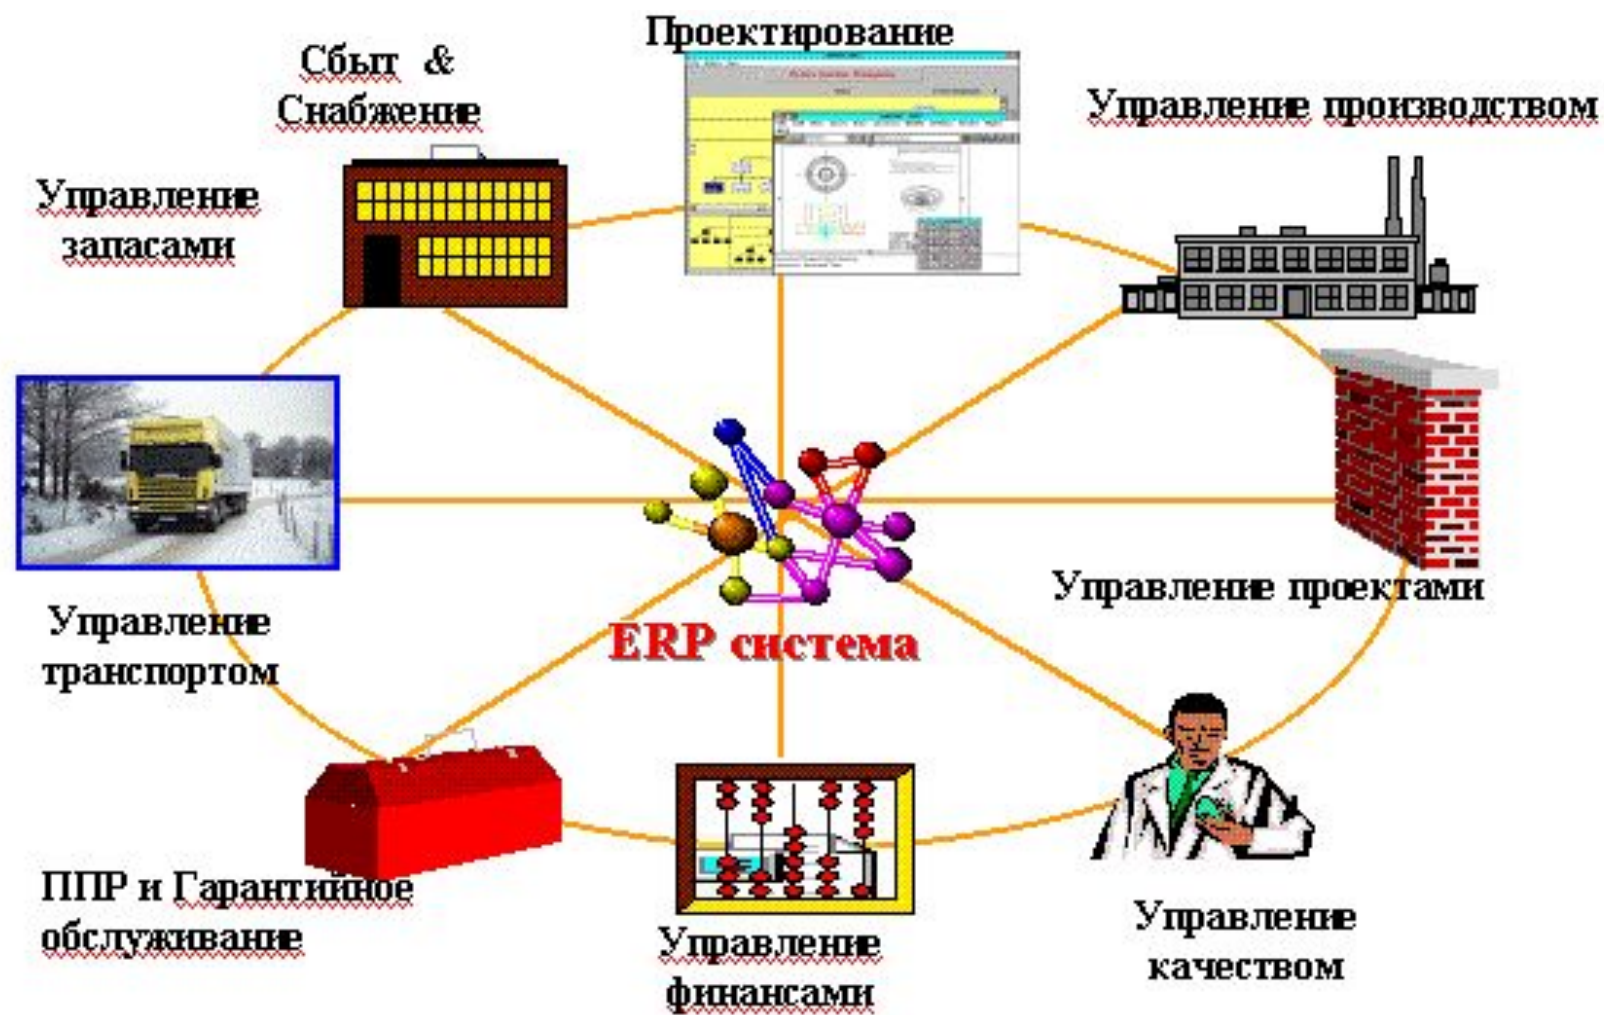 Проектирование
Сбыт &
Снабжение
Управление производством
Управление
запасами
Управление проектами
Управление
транспортом
ERP система
ППР и Гарантийное
обслуживание
Управление
финансами
Управление
качеством